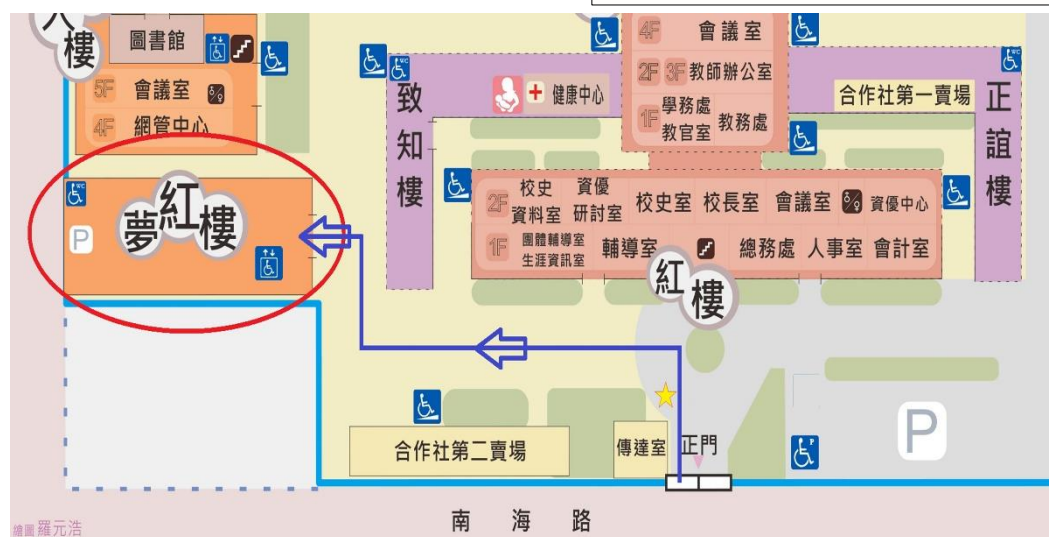 樓
圖書館
5F 會議室
4F 網管中心
WC
P
夢紅樓
致知樓
WC
健康中心
4F 會議室
2F 3F 教師辦公室
1F 學務處 教務處
教官室
合作社第一賣場
WC
正誼樓
2F 校史 資優 校史室 校長室 會議室 資優中心
資料室 研討室
1F 團體輔導室 輔導室 總務處 人事室 會計室
生涯資訊室
紅樓
合作社第二賣場
傳達室
正門
P
P
南海路
繪圖 羅元浩